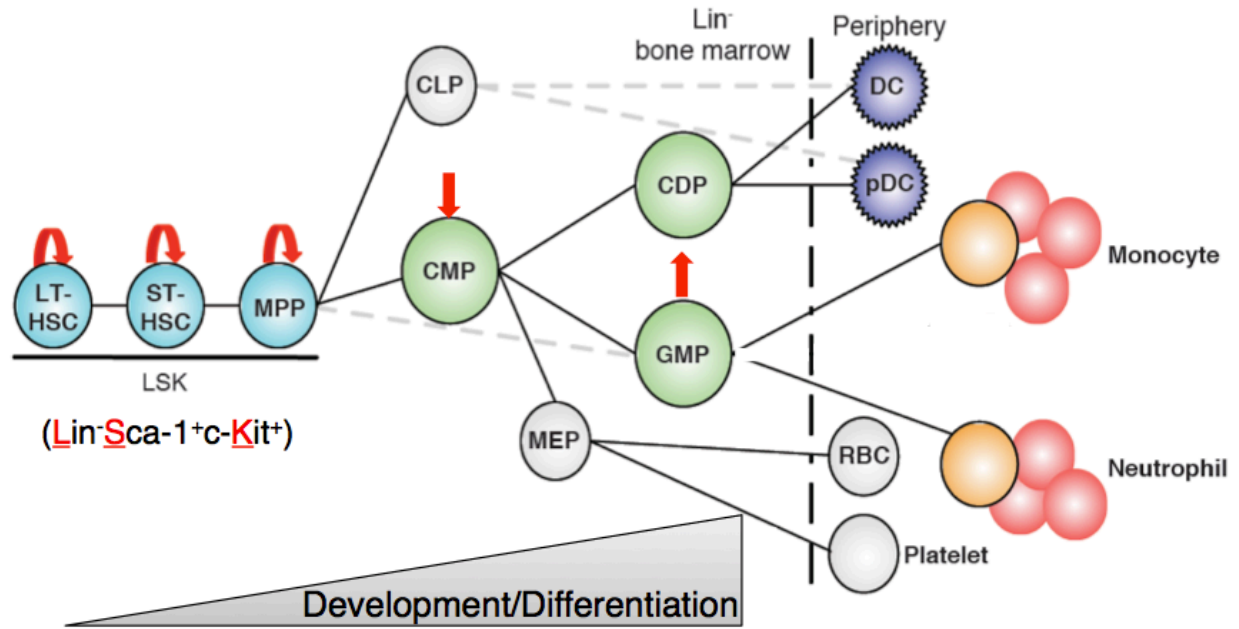 Lin-
bone marrow
Periphery
CLP
DC
CDP
pDC
CMP
LT-
HSC
ST-
HSC
MPP
Monocyte
GMP
LSK
(Lin-Sca-1+c-Kit+)
MEP
RBC
Neutrophil
Platelet
Development/Differentiation